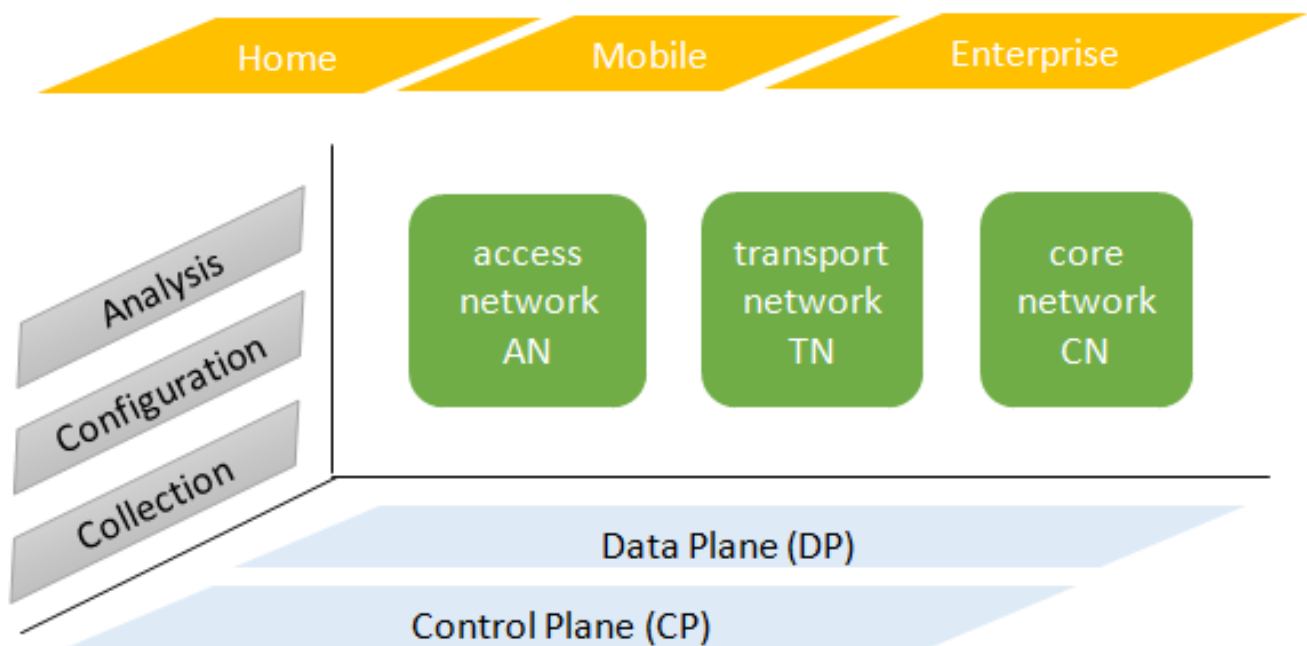 Home
Mobile
Enterprise
Analysis
Configuration
Collection
access
network
AN
transport
network
TN
core
network
CN
Data Plane (DP)
Control Plane (CP)